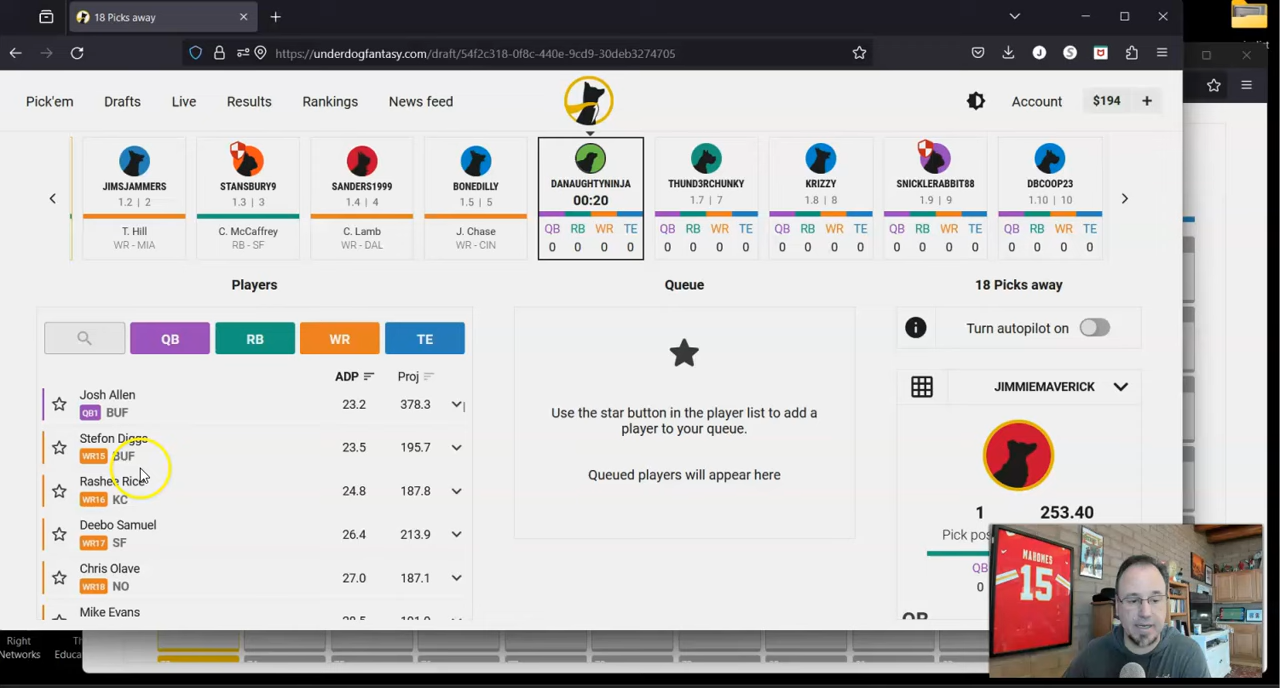 18 Picks away
https://underdogfantasy.com/draft/54f2c318-0f8c-440e-9cd9-30deb3274705
Pick'em Drafts Live Results Rankings News feed Account $194 +
JIMSJAMMERS STANSBURY9 SANDERS1999 BONEDILLY DANAUGHTYNINJA THUND3RCHUNKY KRIZZY SNICKLERABBIT88 DBCOOP23
1.2 | 2 1.3 | 3 1.4 | 4 1.5 | 5 00:20 1.7 | 7 1.8 | 8 1.9 | 9 1.10 | 10
T. Hill C. McCaffrey C. Lamb J. Chase QB RB WR TE QB RB WR TE QB RB WR TE QB RB WR TE QB RB WR TE
WR - MIA RB - SF WR - DAL WR - CIN 0 0 0 0 0 0 0 0 0 0 0 0 0 0 0 0 0 0 0 0
Players Queue 18 Picks away
QB RB WR TE
Turn autopilot on
ADP Proj
JIMMIEMAVERICK
Josh Allen
QB1 BUF 23.2 378.3
Stefon Diggs
WR15 BUF 23.5 195.7
Rashee Rice
WR16 KC 24.8 187.8
Deebo Samuel
WR17 SF 26.4 213.9
Chris Olave
WR18 NO 27.0 187.1
Mike Evans
Use the star button in the player list to add a
player to your queue.
Queued players will appear here
1 253.40
Pick
QB
0
MAHOMES
15
Right
Networks